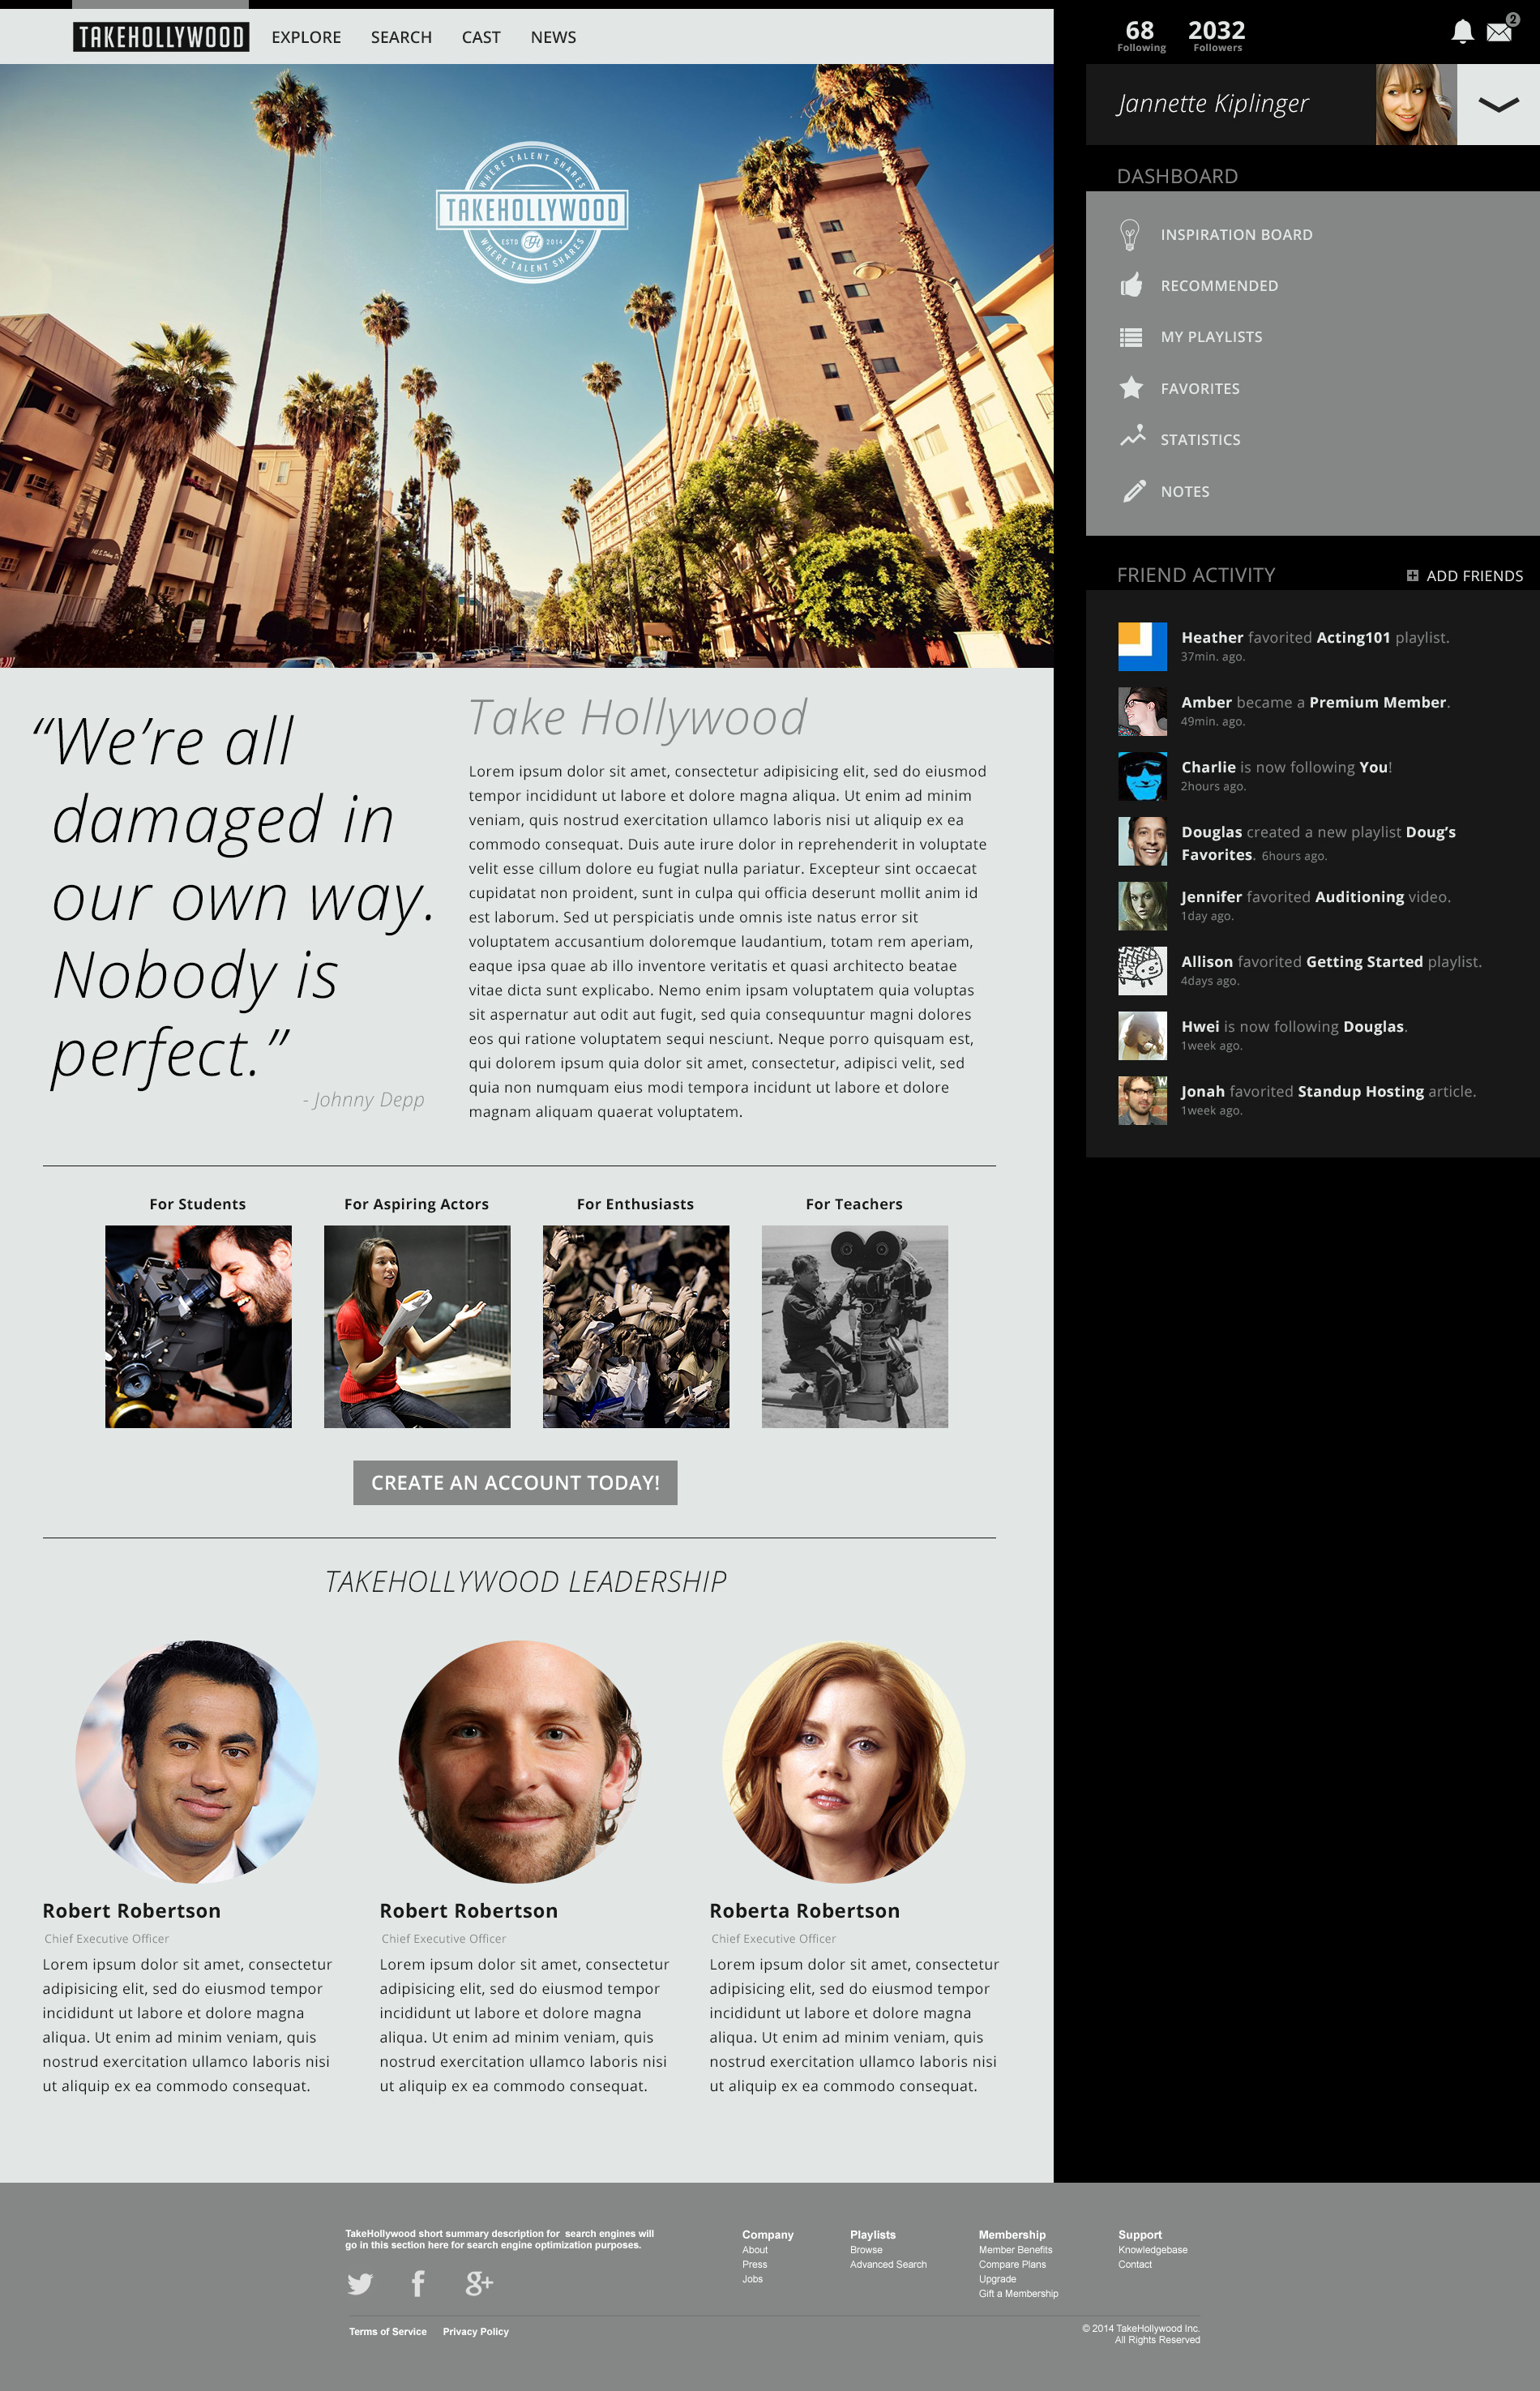 TAKEHOLLYWOOD
EXPLORE SEARCH CAST NEWS
68 2032
Following Followers
2
Jannette Kiplinger
WHERE TALENT SHARES
TAKEHOLLYWOOD
ESTD TH 2014
WHERE TALENT SHARES
DASHBOARD
INSPIRATION BOARD
RECOMMENDED
MY PLAYLISTS
FAVORITES
STATISTICS
NOTES
FRIEND ACTIVITY
ADD FRIENDS
Heather favorited Acting101 playlist.
37min. ago.
Amber became a Premium Member.
49min. ago.
Charlie is now following You!
2hours ago.
Douglas created a new playlist Doug’s
Favorites. 6hours ago.
Jennifer favorited Auditioning video.
1day ago.
Allison favorited Getting Started playlist.
4days ago.
Hwei is now following Douglas.
1week ago.
Jonah favorited Standup Hosting article.
1week ago.
“We’re all
damaged in
our own way.
Nobody is
perfect.”
- Johnny Depp
Take Hollywood
Lorem ipsum dolor sit amet, consectetur adipisicing elit, sed do eiusmod
tempor incididunt ut labore et dolore magna aliqua. Ut enim ad minim
veniam, quis nostrud exercitation ullamco laboris nisi ut aliquip ex ea
commodo consequat. Duis aute irure dolor in reprehenderit in voluptate
velit esse cillum dolore eu fugiat nulla pariatur. Excepteur sint occaecat
cupidatat non proident, sunt in culpa qui officia deserunt mollit anim id
est laborum. Sed ut perspiciatis unde omnis iste natus error sit
voluptatem accusantium doloremque laudantium, totam rem aperiam,
eaque ipsa quae ab illo inventore veritatis et quasi architecto beatae
vitae dicta sunt explicabo. Nemo enim ipsam voluptatem quia voluptas
sit aspernatur aut odit aut fugit, sed quia consequuntur magni dolores
eos qui ratione voluptatem sequi nesciunt. Neque porro quisquam est,
qui dolorem ipsum quia dolor sit amet, consectetur, adipisci velit, sed
quia non numquam eius modi tempora incidunt ut labore et dolore
magnam aliquam quaerat voluptatem.
For Students
For Aspiring Actors
For Enthusiasts
For Teachers
CREATE AN ACCOUNT TODAY!
TAKEHOLLYWOOD LEADERSHIP
Robert Robertson
Chief Executive Officer
Lorem ipsum dolor sit amet, consectetur
adipisicing elit, sed do eiusmod tempor
incididunt ut labore et dolore magna
aliqua. Ut enim ad minim veniam, quis
nostrud exercitation ullamco laboris nisi
ut aliquip ex ea commodo consequat.
Robert Robertson
Chief Executive Officer
Lorem ipsum dolor sit amet, consectetur
adipisicing elit, sed do eiusmod tempor
incididunt ut labore et dolore magna
aliqua. Ut enim ad minim veniam, quis
nostrud exercitation ullamco laboris nisi
ut aliquip ex ea commodo consequat.
Roberta Robertson
Chief Executive Officer
Lorem ipsum dolor sit amet, consectetur
adipisicing elit, sed do eiusmod tempor
incididunt ut labore et dolore magna
aliqua. Ut enim ad minim veniam, quis
nostrud exercitation ullamco laboris nisi
ut aliquip ex ea commodo consequat.
TakeHollywood short summary description for search engines will
go in this section here for search engine optimization purposes.
Company
About
Press
Jobs
Playlists
Browse
Advanced Search
Membership
Member Benefits
Compare Plans
Upgrade
Gift a Membership
Support
Knowledgebase
Contact
Terms of Service Privacy Policy
© 2014 TakeHollywood Inc.
All Rights Reserved